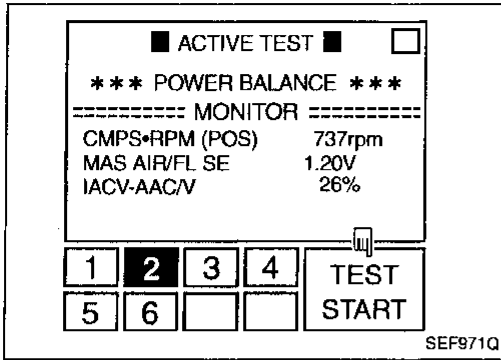 ■ ACTIVE TEST ■ □
*** POWER BALANCE ***
========= MONITOR =========
CMPS•RPM (POS) 737rpm
MAS AIR/FL SE 1.20V
IACV-AAC/V 26%
1 2 3 4 TEST
5 6 START
SEF971Q